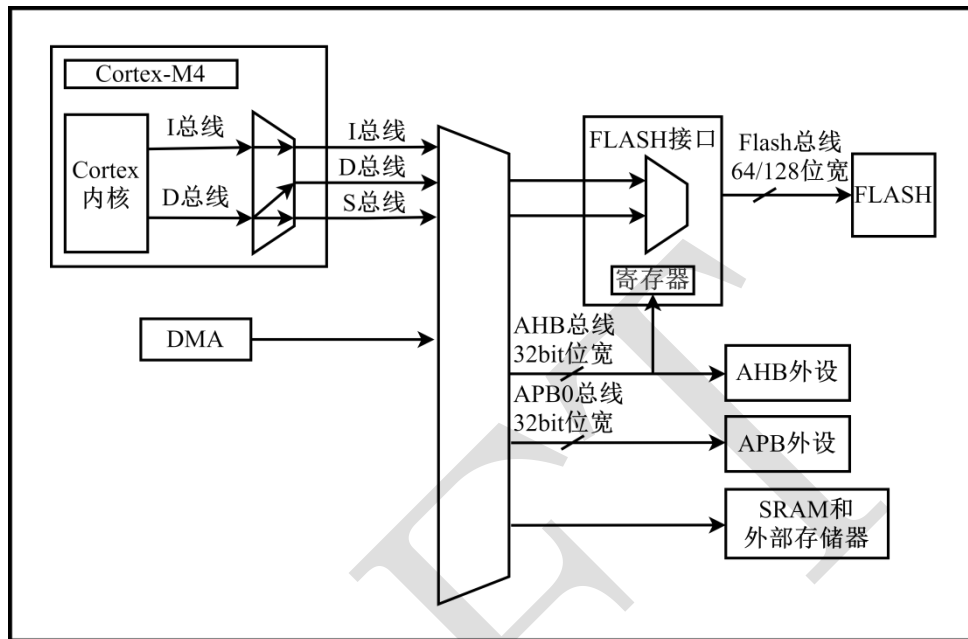 Cortex-M4
Cortex
内核
I总线
D总线
I总线
D总线
S总线
DMA
FLASH接口
寄存器
Flash总线
64/128位宽
FLASH
AHB总线
32bit位宽
AHB外设
APB0总线
32bit位宽
APB外设
SRAM和
外部存储器